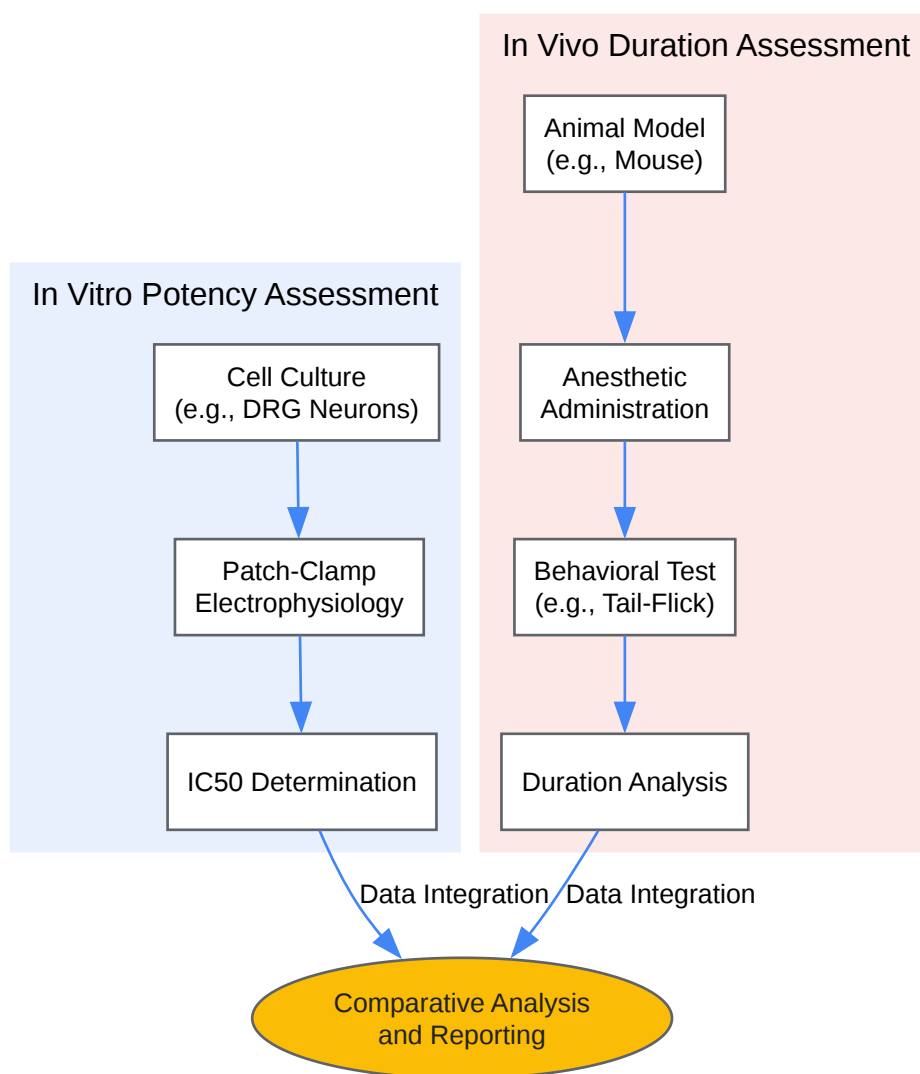 In Vivo Duration Assessment
Animal Model
(e.g., Mouse)
In Vitro Potency Assessment
Cell Culture
(e.g., DRG Neurons)
Anesthetic
Administration
Patch-Clamp
Electrophysiology
Behavioral Test
(e.g., Tail-Flick)
IC50 Determination
Duration Analysis
Data Integration
Data Integration
Comparative Analysis
and Reporting